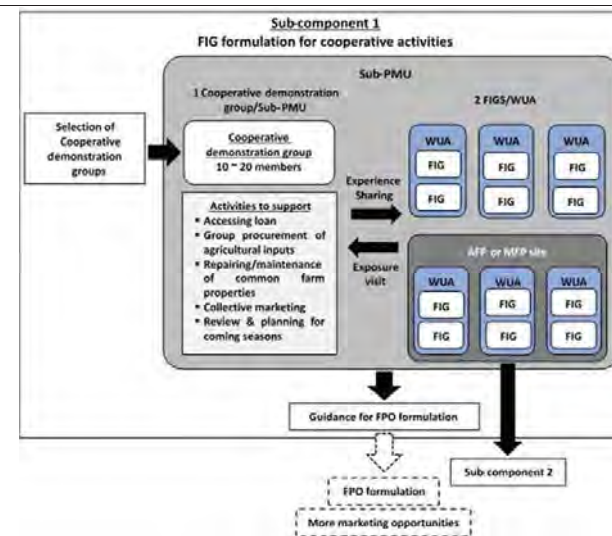 Sub-component 1
FIG formulation for cooperative activities
Sub-PMU
1 Cooperative demonstration
group/Sub-PMU
2 FIGS/WUA
Selection of
Cooperative
demonstration
groups
Cooperative
demonstration group
10 ~ 20 members
Activities to support
▪ Accessing loan
▪ Group procurement of
agricultural inputs
▪ Repairing/maintenance
of common farm
properties
▪ Collective marketing
▪ Review & planning for
coming seasons
Experience
Sharing
Exposure
visit
WUA
FIG
FIG
WUA
FIG
FIG
WUA
FIG
FIG
AFP or MFP site
WUA
FIG
FIG
WUA
FIG
FIG
WUA
FIG
FIG
Guidance for FPO formulation
Sub component 2
FPO formulation
More marketing opportunities